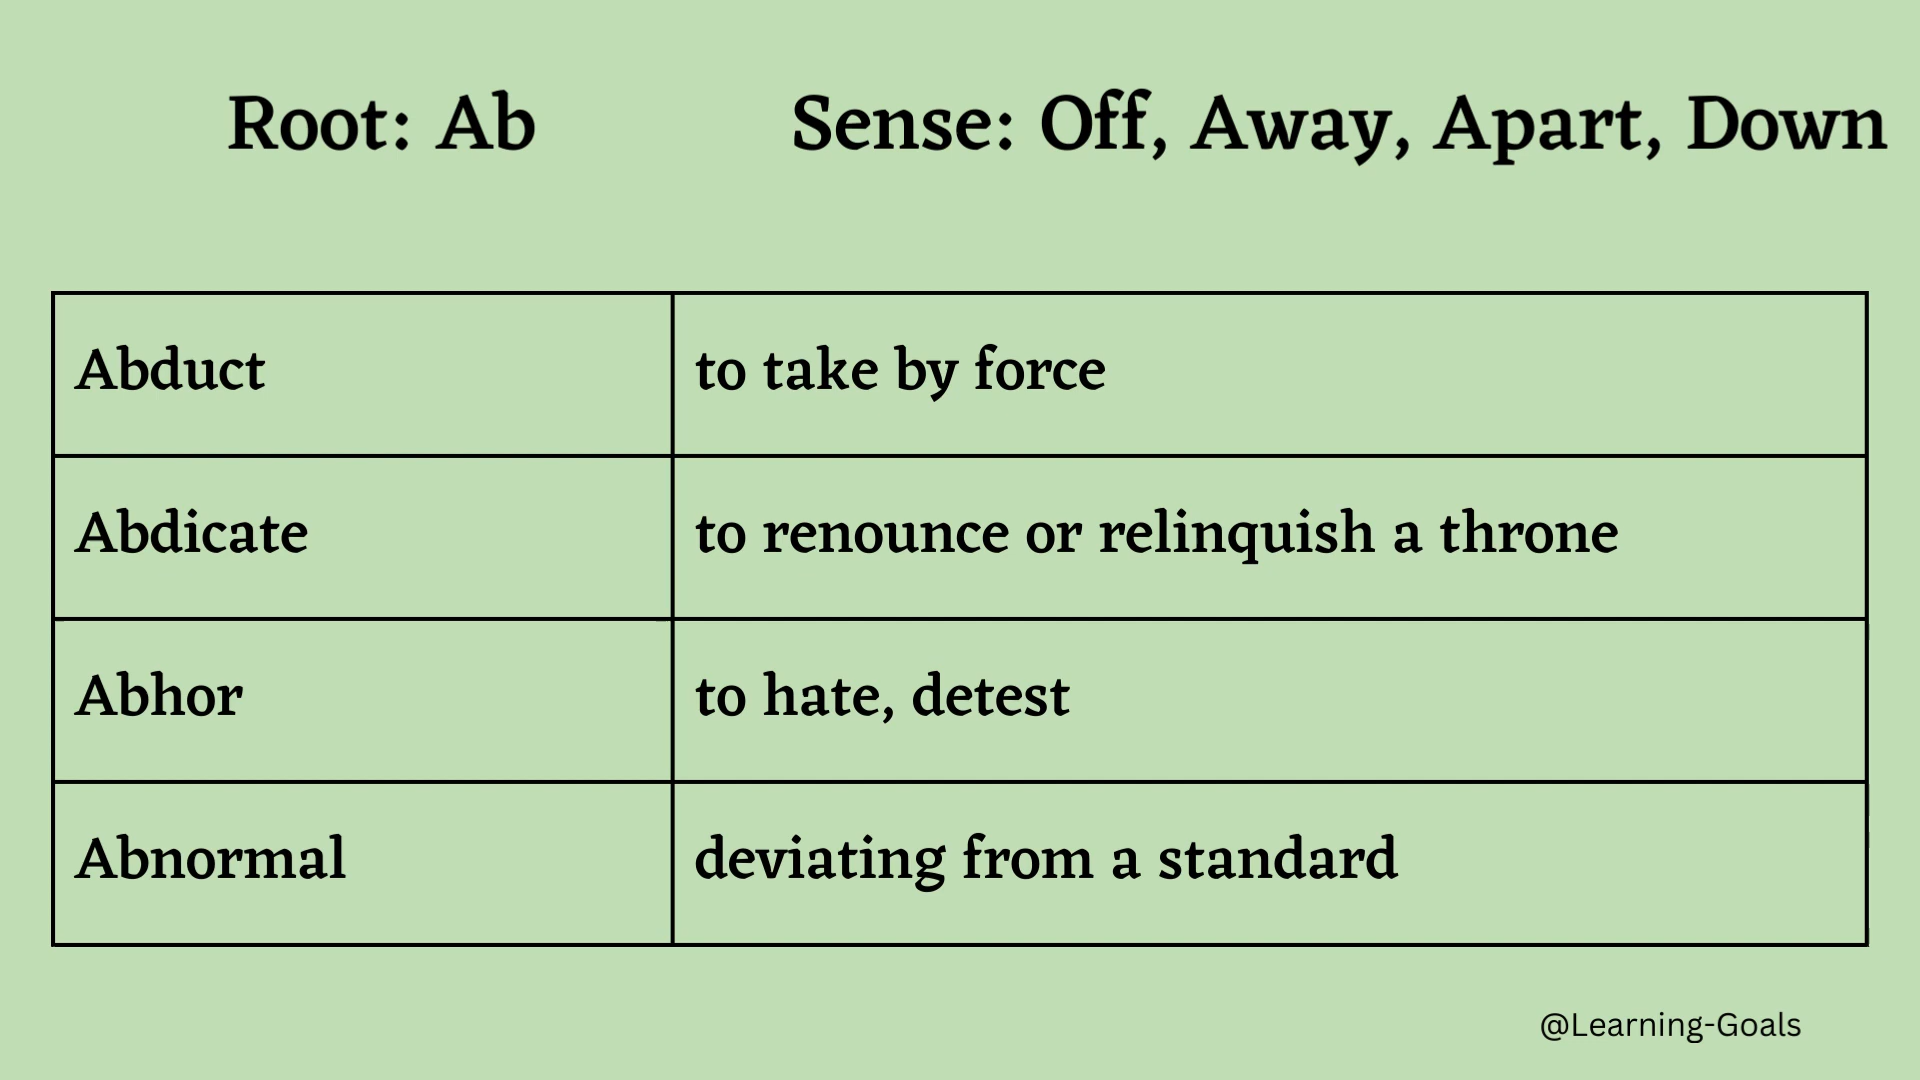 Root: Ab Sense: Off, Away, Apart, Down
Abduct to take by force
Abdicate to renounce or relinquish a throne
Abhor to hate, detest
Abnormal deviating from a standard
@Learning-Goals